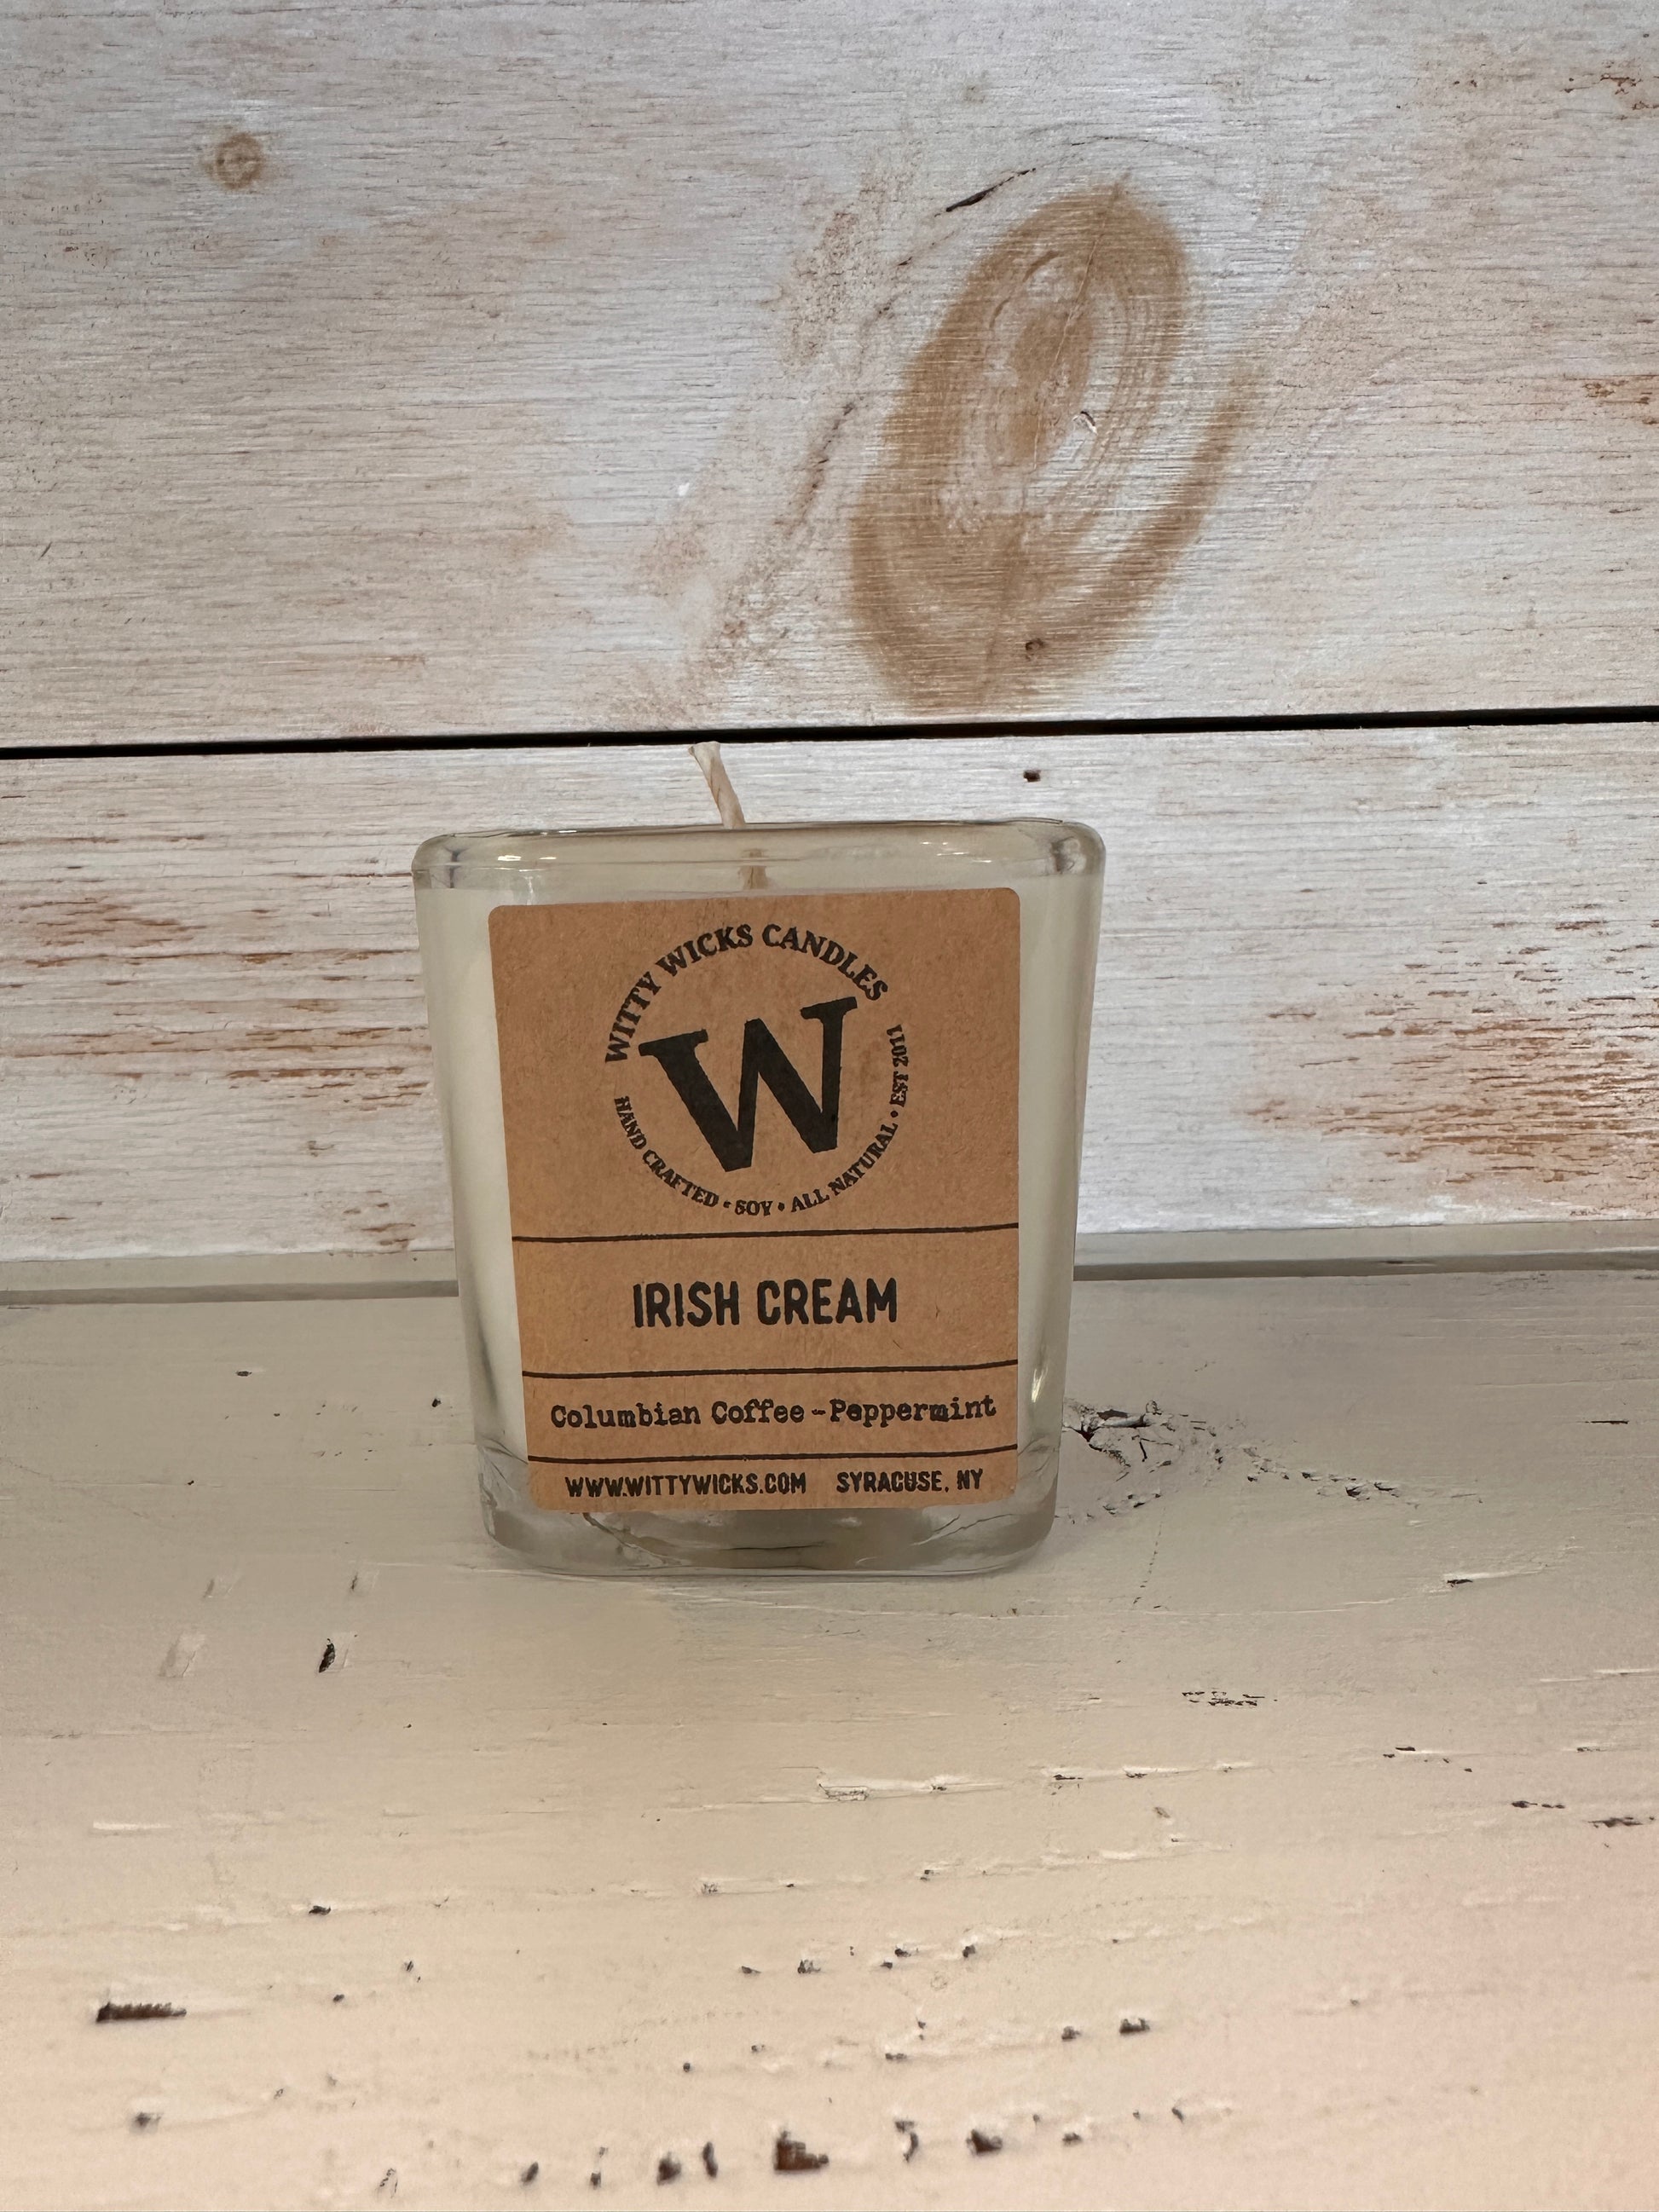 WITTY WICKS CANDLES
W
HAND CRAFTED • SOY • ALL NATURAL • EST 2011
IRISH CREAM
Columbian Coffee-Peppermint
WWW.WITTYWICKS.COM SYRACUSE, NY